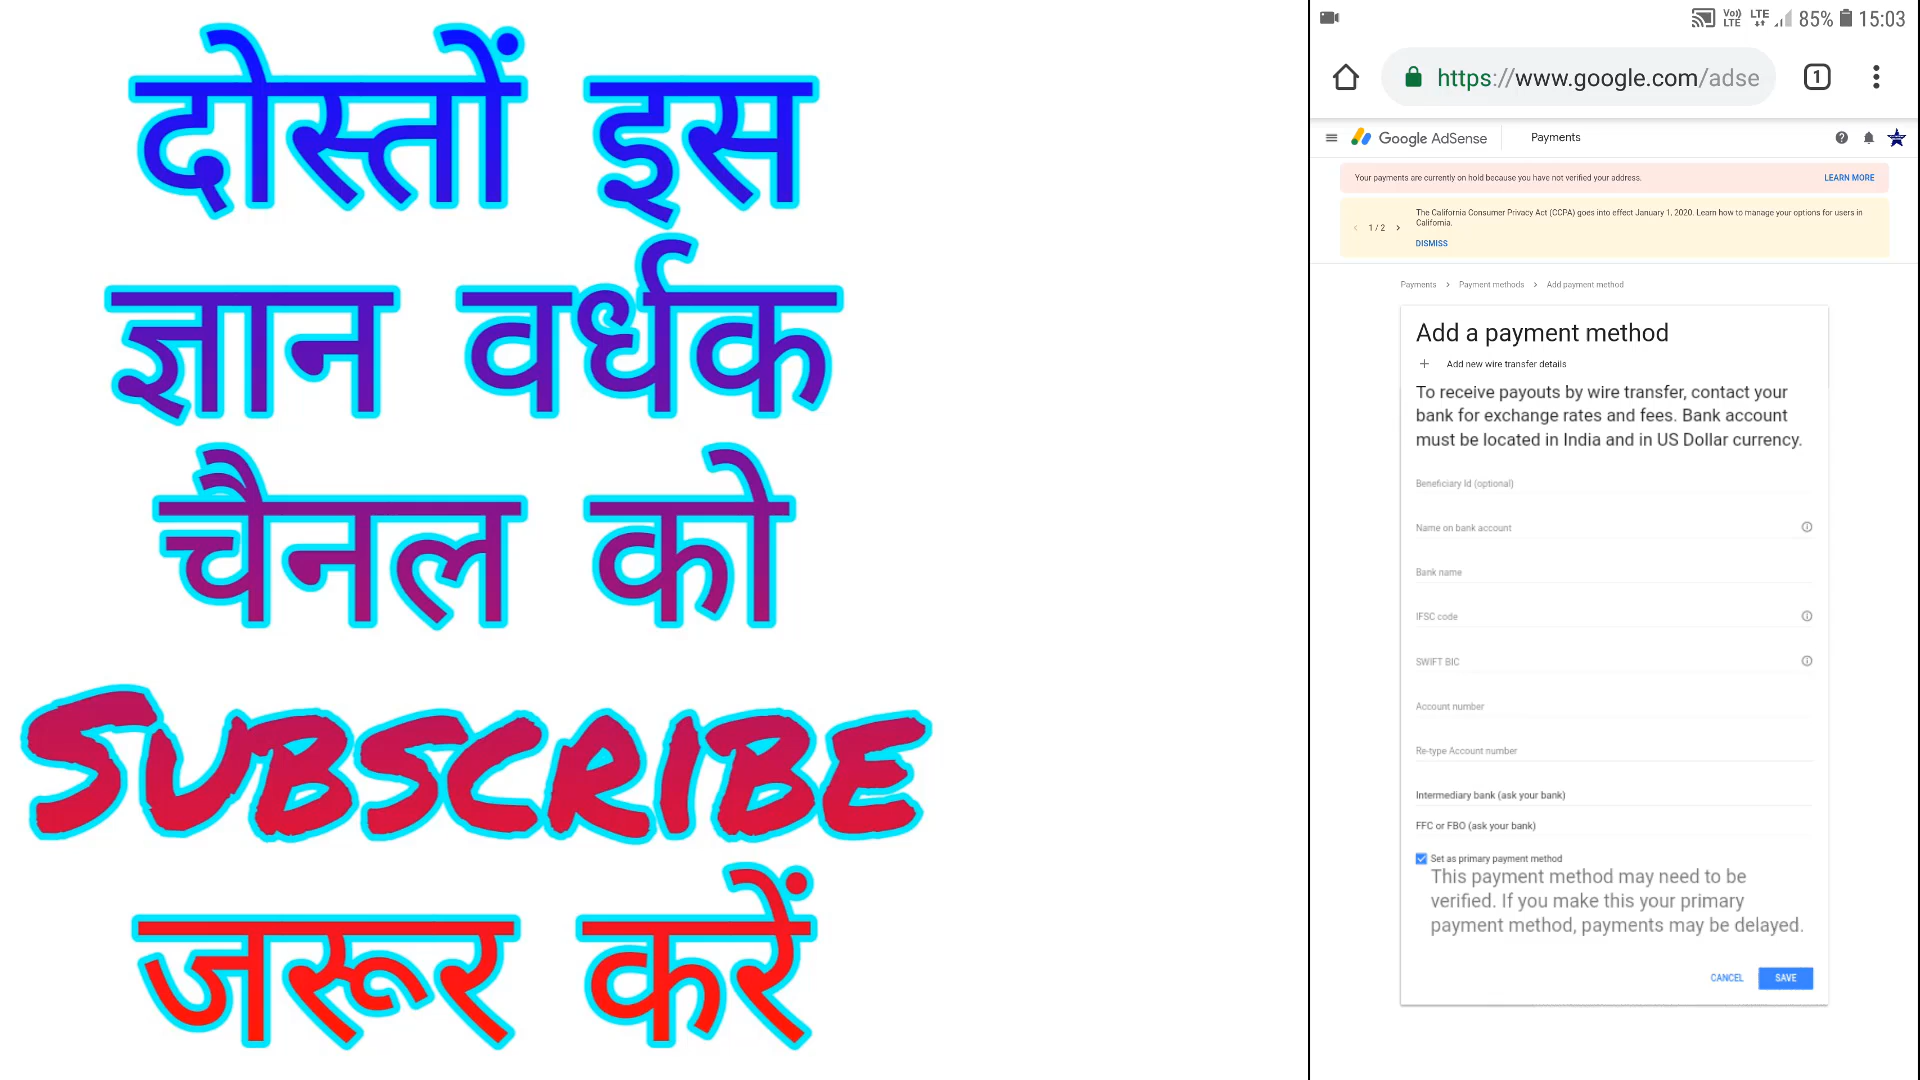 दोस्तों इस
ज्ञान वर्धक
चैनल को
SUBSCRIBE
जरूर करें
Vo)) LTE LTE 85% 15:03
https://www.google.com/adse 1
Google AdSense Payments
Your payments are currently on hold because you have not verified your address. LEARN MORE
The California Consumer Privacy Act (CCPA) goes into effect January 1, 2020. Learn how to manage your options for users in
California.
1 / 2
DISMISS
Payments > Payment methods > Add payment method
Add a payment method
+ Add new wire transfer details
To receive payouts by wire transfer, contact your
bank for exchange rates and fees. Bank account
must be located in India and in US Dollar currency.
Beneficiary Id (optional)
Name on bank account
Bank name
IFSC code
SWIFT BIC
Account number
Re-type Account number
Intermediary bank (ask your bank)
FFC or FBO (ask your bank)
Set as primary payment method
This payment method may need to be
verified. If you make this your primary
payment method, payments may be delayed.
CANCEL SAVE